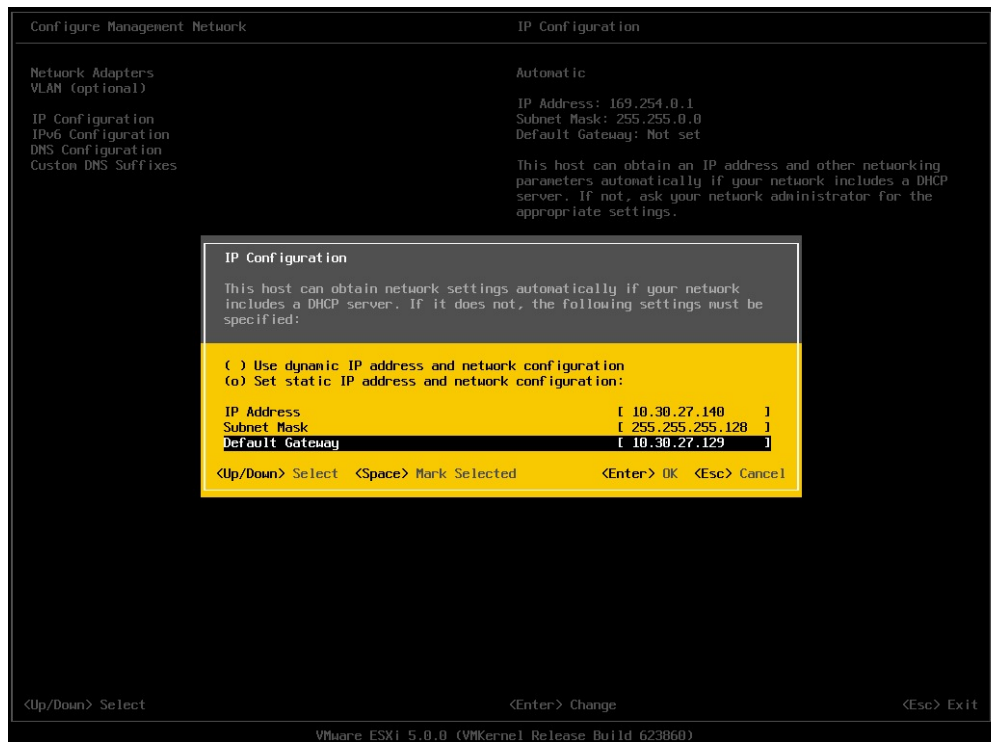 Configure Management Network
IP Configuration
Network Adapters
VLAN (optional)
IP Configuration
IPv6 Configuration
DNS Configuration
Custom DNS Suffixes
Automatic
IP Address: 169.254.0.1
Subnet Mask: 255.255.0.0
Default Gateway: Not set
This host can obtain an IP address and other networking
parameters automatically if your network includes a DHCP
server. If not, ask your network administrator for the
appropriate settings.
IP Configuration
This host can obtain network settings automatically if your network
includes a DHCP server. If it does not, the following settings must be
specified:
( ) Use dynamic IP address and network configuration
(o) Set static IP address and network configuration:
IP Address [ 10.30.27.140 ]
Subnet Mask [ 255.255.255.128 ]
Default Gateway [ 10.30.27.129 ]
<Up/Down> Select <Space> Mark Selected <Enter> OK <Esc> Cancel
<Up/Down> Select <Enter> Change <Esc> Exit
VMware ESXi 5.0.0 (VMKernel Release Build 623860)